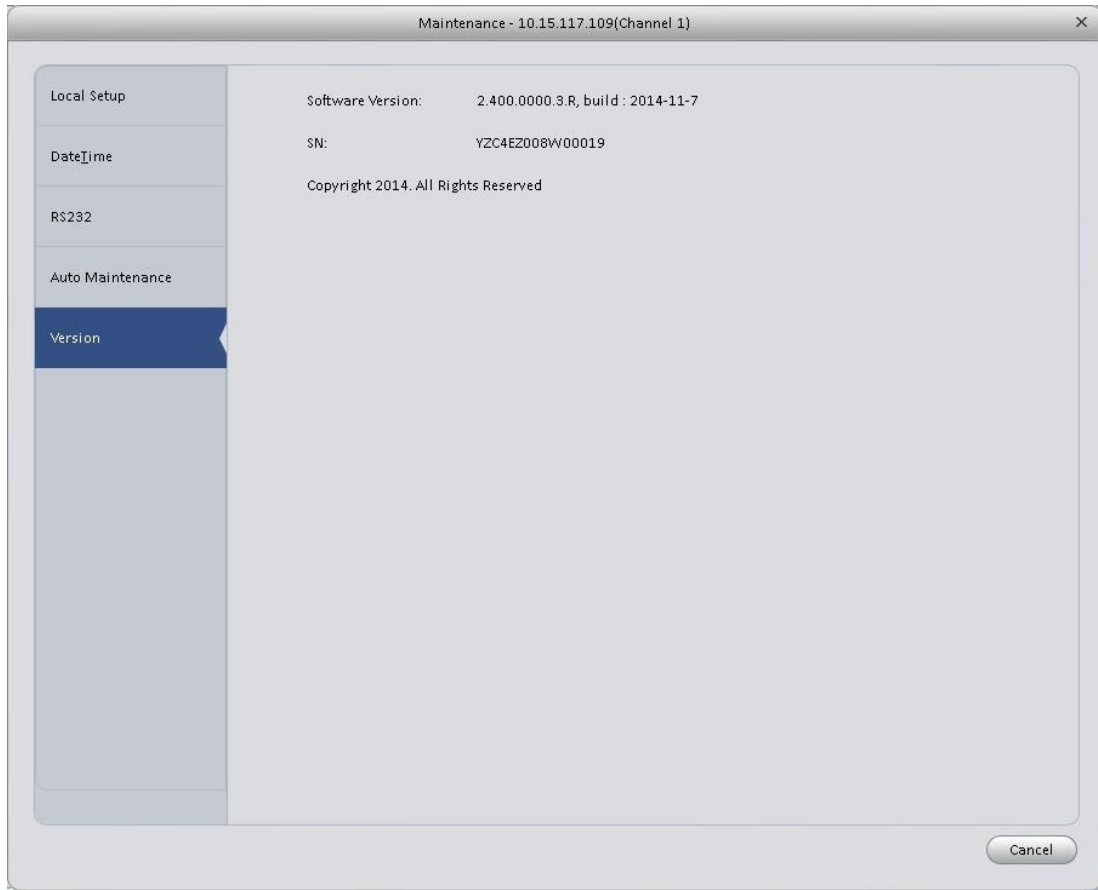 Maintenance - 10.15.117.109(Channel 1)
Local Setup
DateTime
RS232
Auto Maintenance
Version
Software Version: 2.400.0000.3.R, build : 2014-11-7
SN: YZC4EZ008W00019
Copyright 2014. All Rights Reserved
Cancel